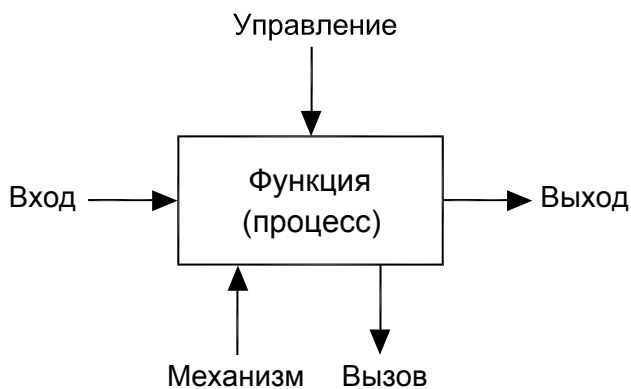 Управление
Вход
Функция
(процесс)
Выход
Механизм
Вызов